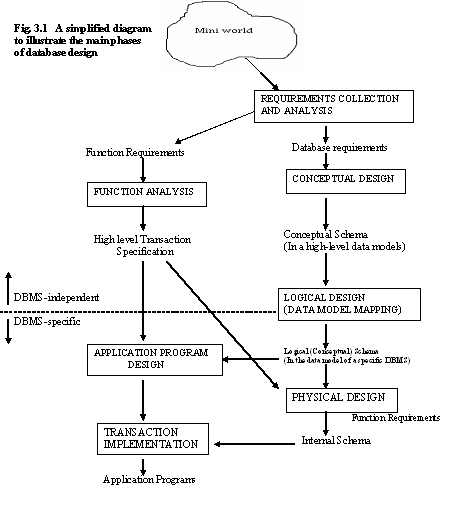 Fig. 3.1 A simplified diagram
to illustrate the main phases
of database design
Mini world
REQUIREMENTS COLLECTION
AND ANALYSIS
Function Requirements
Database requirements
FUNCTION ANALYSIS
CONCEPTUAL DESIGN
High level Transaction
Specification
Conceptual Schema
(In a high-level data models)
DBMS-independent
DBMS-specific
LOGICAL DESIGN
(DATA MODEL MAPPING)
APPLICATION PROGRAM
DESIGN
Logical (Conceptual) Schema
(In the data model of a specific DBMS)
PHYSICAL DESIGN
Function Requirements
TRANSACTION
IMPLEMENTATION
Internal Schema
Application Programs